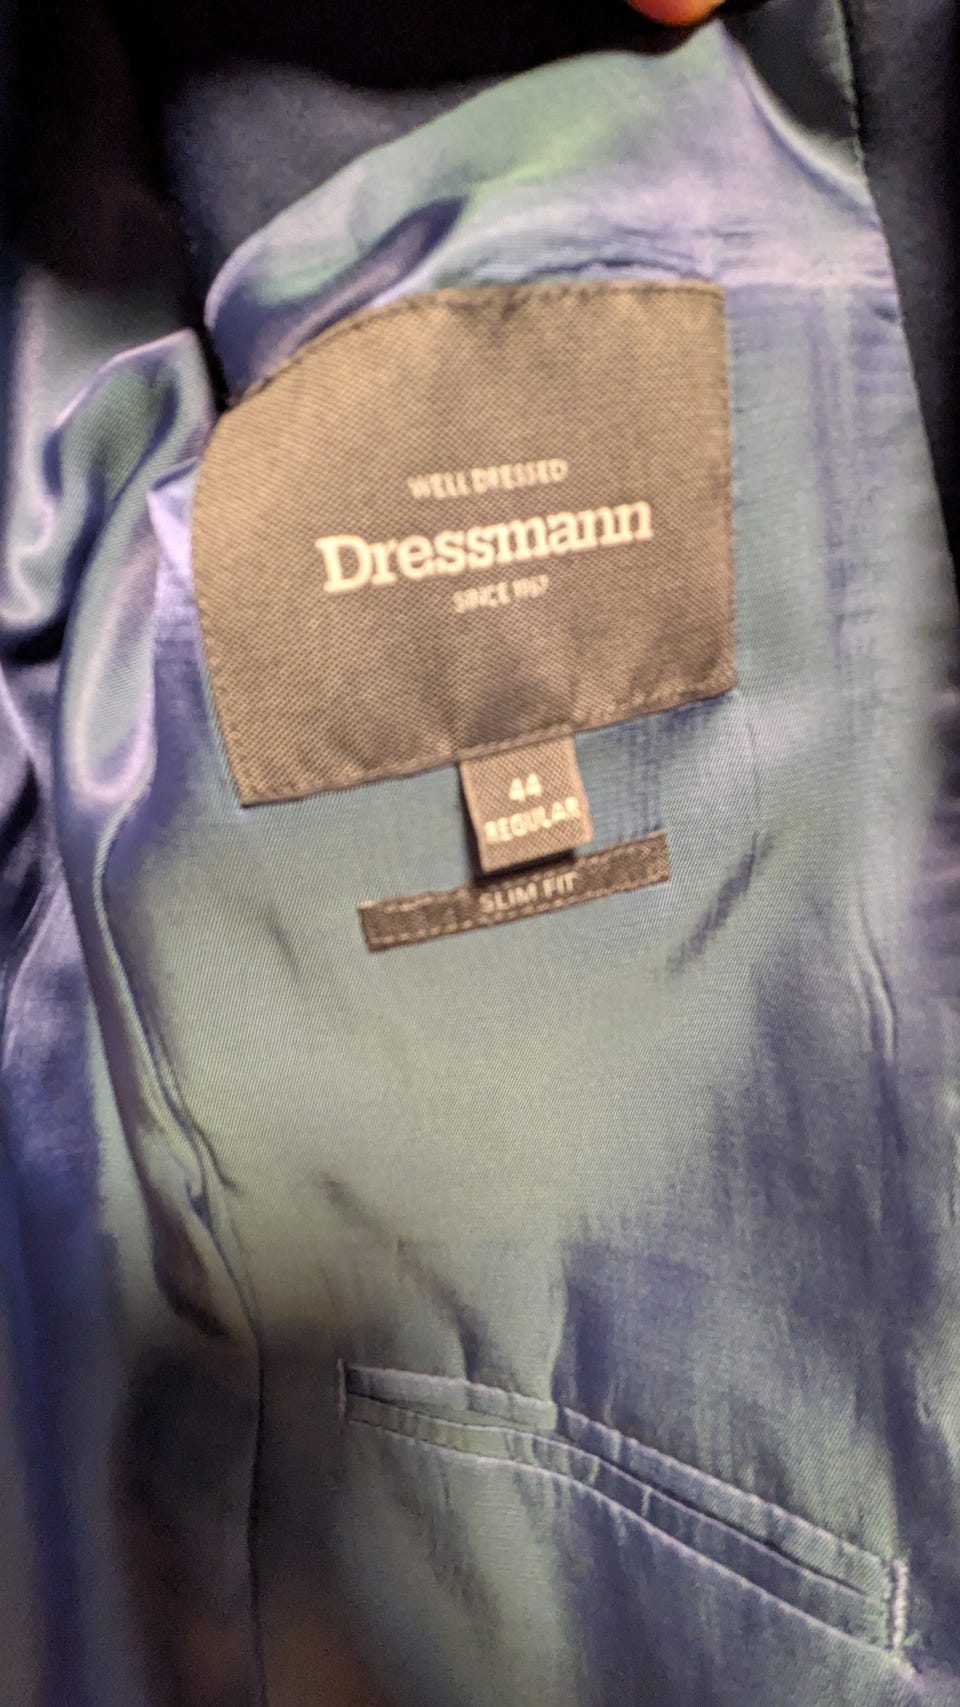 WELL DRESSED
Dressmann
SINCE 1967
44
REGULAR
SLIM FIT